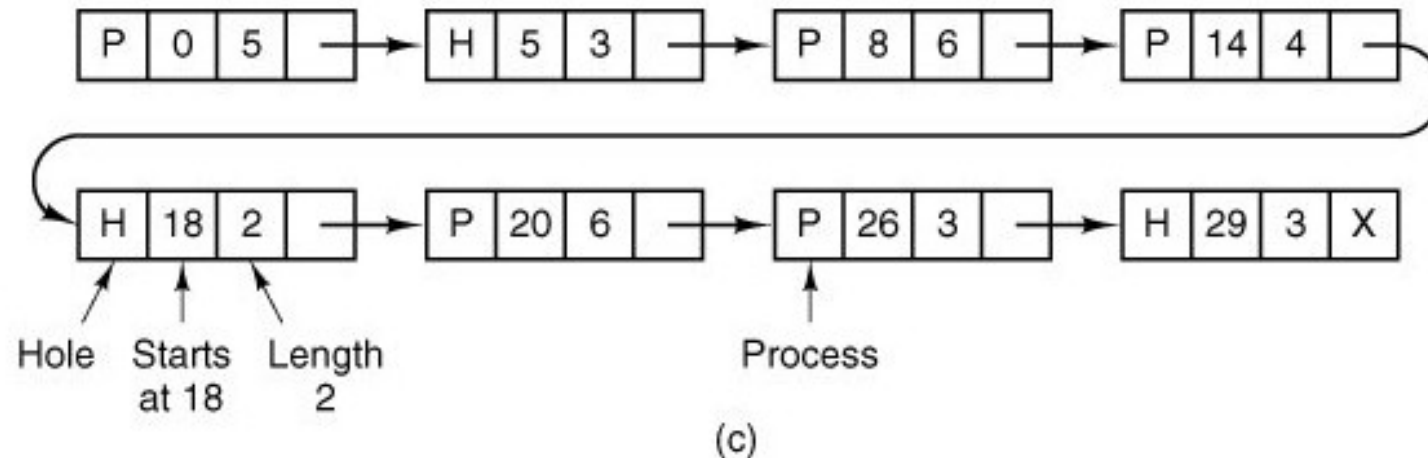 P 0 5 H 5 3 P 8 6 P 14 4
H 18 2 P 20 6 P 26 3 H 29 3 X
Hole Starts Length Process
at 18 2
(c)